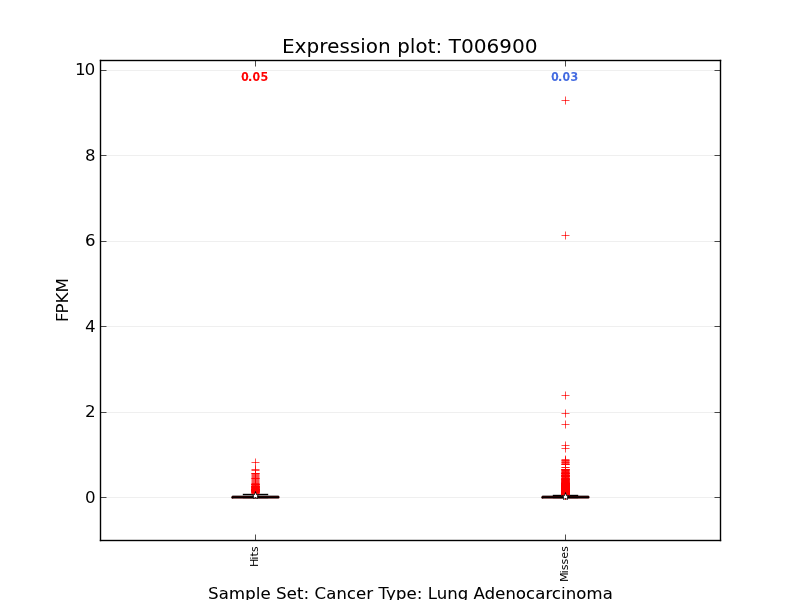 Expression plot: T006900
0.05
0.03
10
8
6
4
2
0
FPKM
Hits
Misses
Sample Set: Cancer Type: Lung Adenocarcinoma